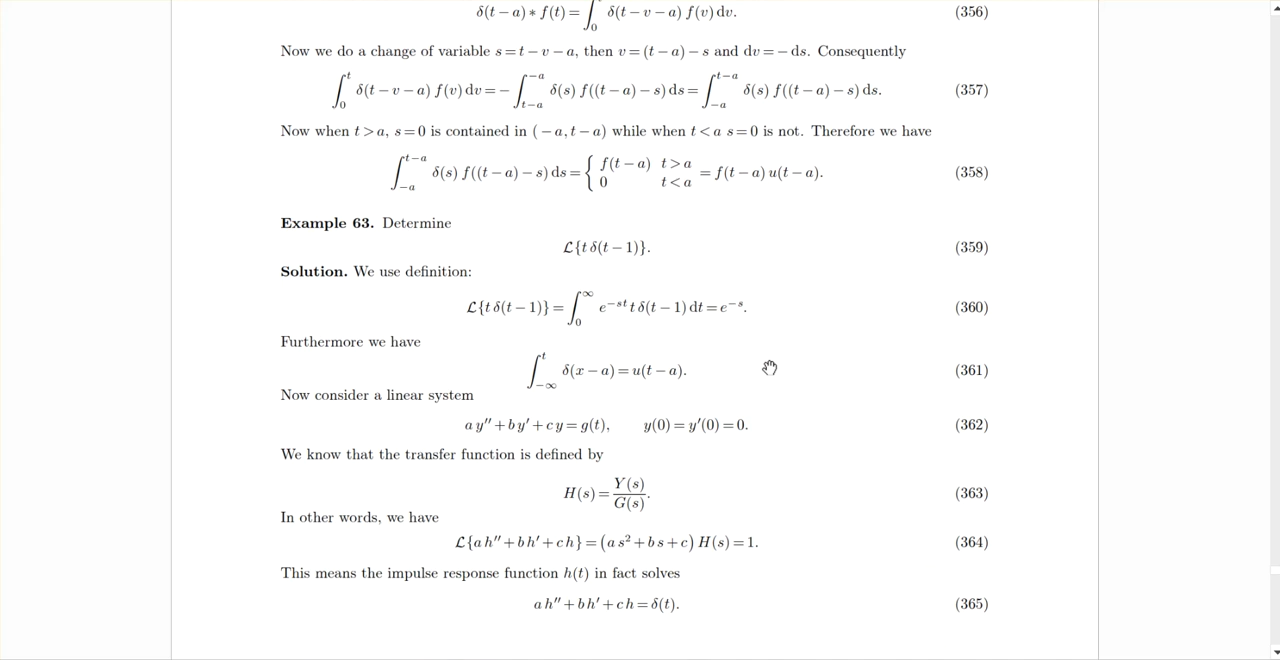 δ(t − a) ∗ f(t) = ∫₀ δ(t − v − a) f(v) dv. (356)
Now we do a change of variable s = t − v − a, then v = (t − a) − s and dv = − ds. Consequently
∫₀ᵗ δ(t − v − a) f(v) dv = − ∫_{t−a}^{−a} δ(s) f((t − a) − s) ds = ∫_{−a}^{t−a} δ(s) f((t − a) − s) ds. (357)
Now when t > a, s = 0 is contained in (− a, t − a) while when t < a s = 0 is not. Therefore we have
∫_{−a}^{t−a} δ(s) f((t − a) − s) ds = { f(t − a) t > a 0 t < a = f(t − a) u(t − a). (358)
Example 63. Determine
ℒ{t δ(t − 1)}. (359)
Solution. We use definition:
ℒ{t δ(t − 1)} = ∫₀^∞ e^{−st} t δ(t − 1) dt = e^{−s}. (360)
Furthermore we have
∫_{−∞}^{t} δ(x − a) = u(t − a). (361)
Now consider a linear system
a y″ + b y′ + c y = g(t), y(0) = y′(0) = 0. (362)
We know that the transfer function is defined by
H(s) = Y(s)/G(s). (363)
In other words, we have
ℒ{a h″ + b h′ + c h} = (a s² + b s + c) H(s) = 1. (364)
This means the impulse response function h(t) in fact solves
a h″ + b h′ + c h = δ(t). (365)